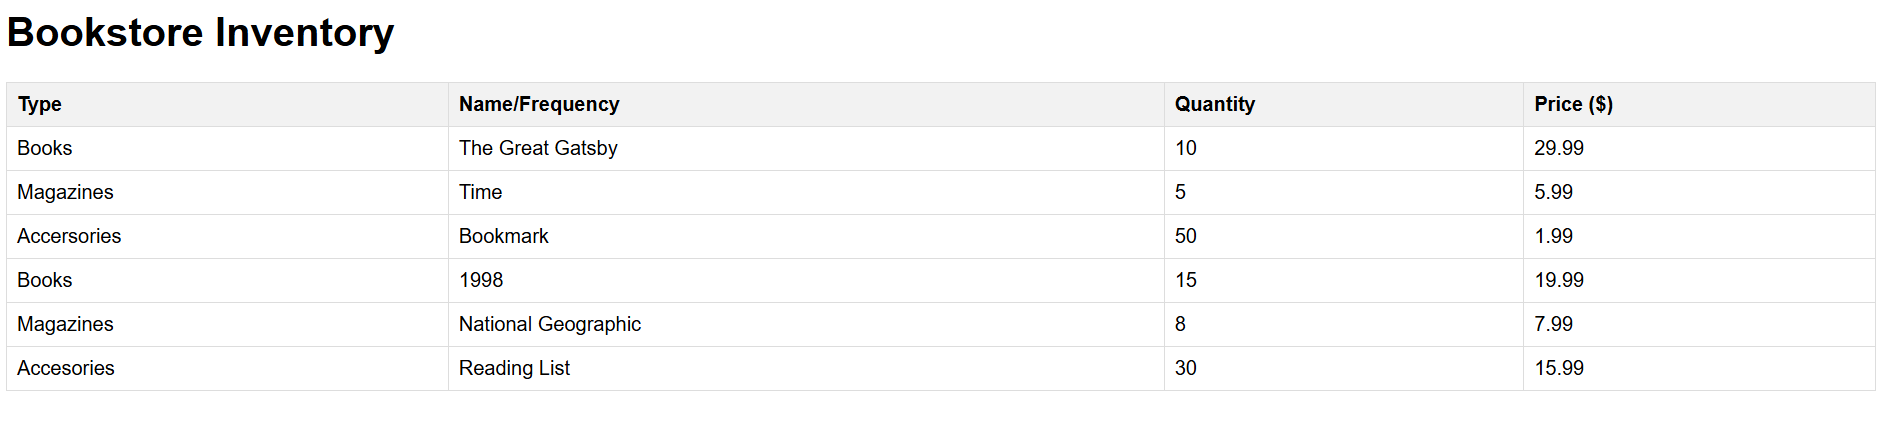 Bookstore Inventory
Type Name/Frequency Quantity Price ($)
Books The Great Gatsby 10 29.99
Magazines Time 5 5.99
Accersories Bookmark 50 1.99
Books 1998 15 19.99
Magazines National Geographic 8 7.99
Accesories Reading List 30 15.99